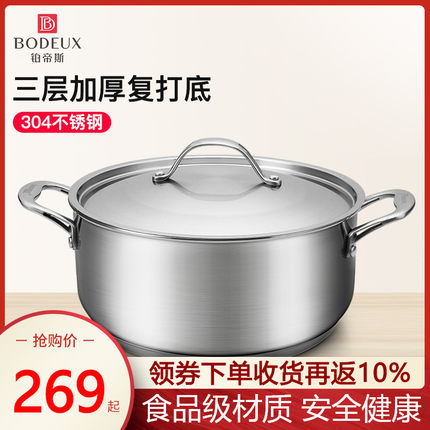 BODEUX
铂帝斯
三层加厚复打底
304不锈钢
抢购价
269起
领券下单收货再返10%
食品级材质 安全健康